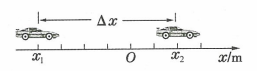 Δx
x₁ O x₂ x/m